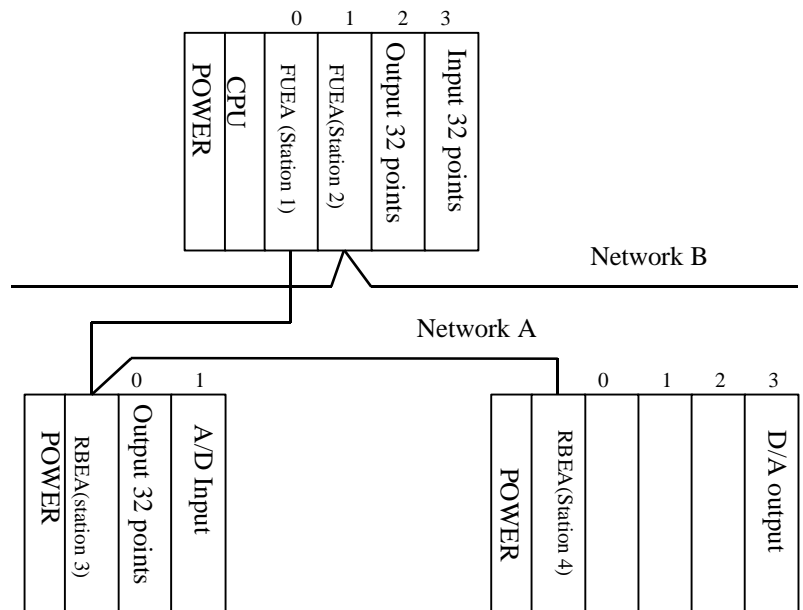 0 1 2 3
POWER
CPU
FUEA (Station 1)
FUEA(Station 2)
Output 32 points
Input 32 points
Network B
Network A
0 1
POWER
RBEA(station 3)
Output 32 points
A/D Input
0 1 2 3
POWER
RBEA(Station 4)
D/A output